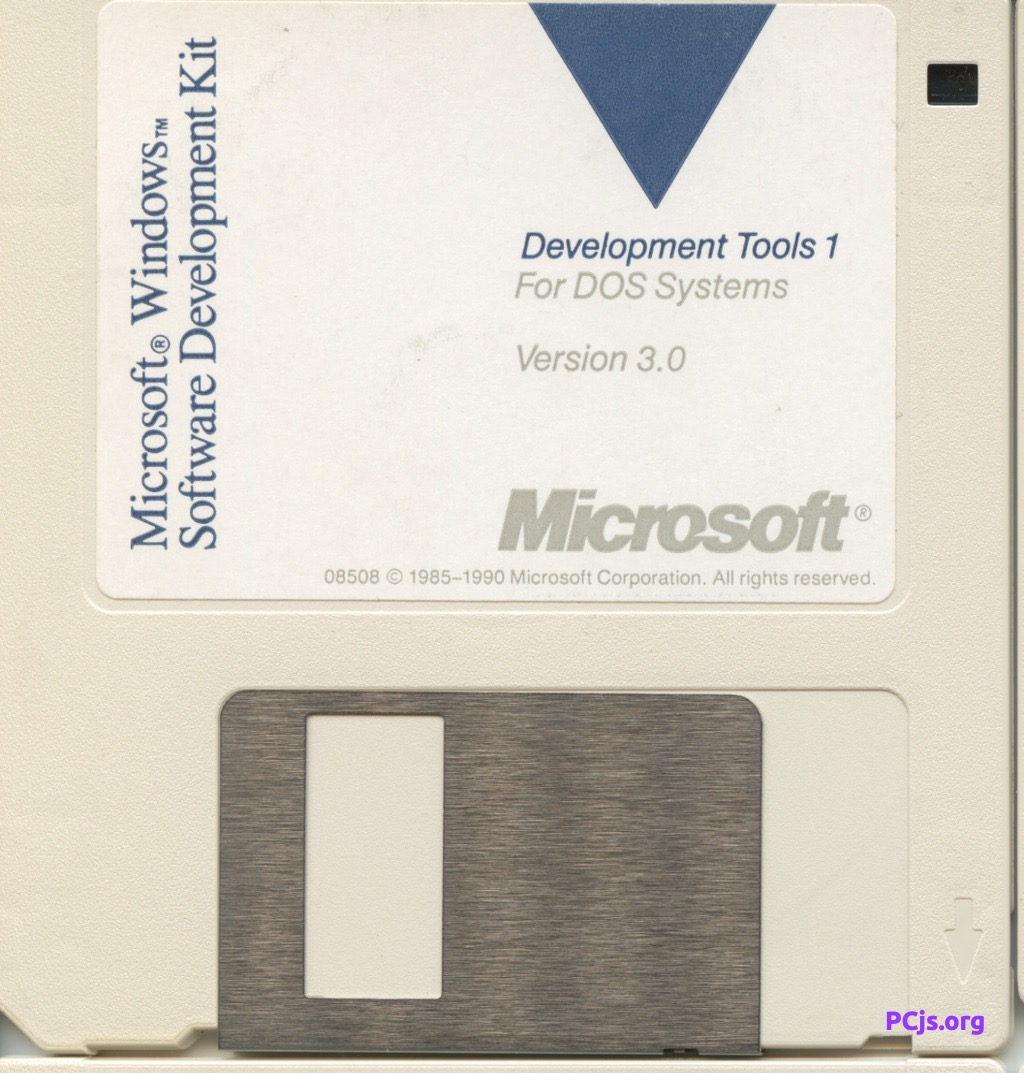 Microsoft® Windows™
Software Development Kit
Development Tools 1
For DOS Systems
Version 3.0
Microsoft®
08508 © 1985–1990 Microsoft Corporation. All rights reserved.
PCjs.org